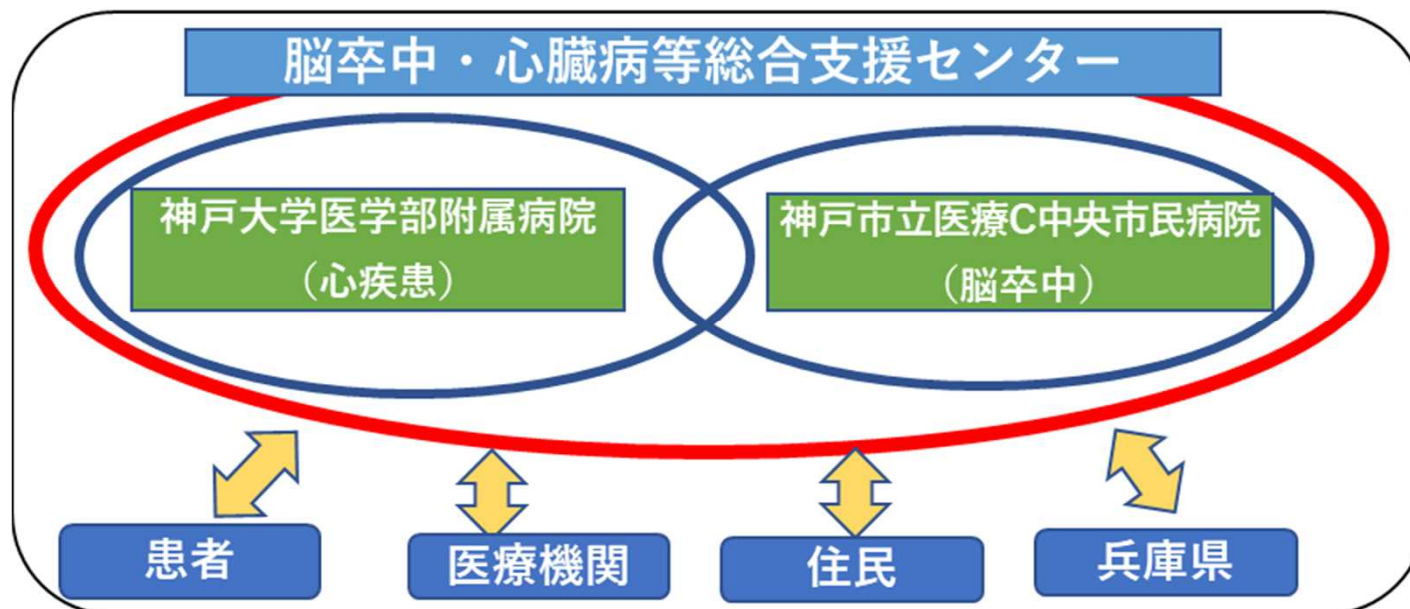 脳卒中・心臓病等総合支援センター
神戸大学医学部附属病院
（心疾患）
神戸市立医療C中央市民病院
（脳卒中）
患者
医療機関
住民
兵庫県